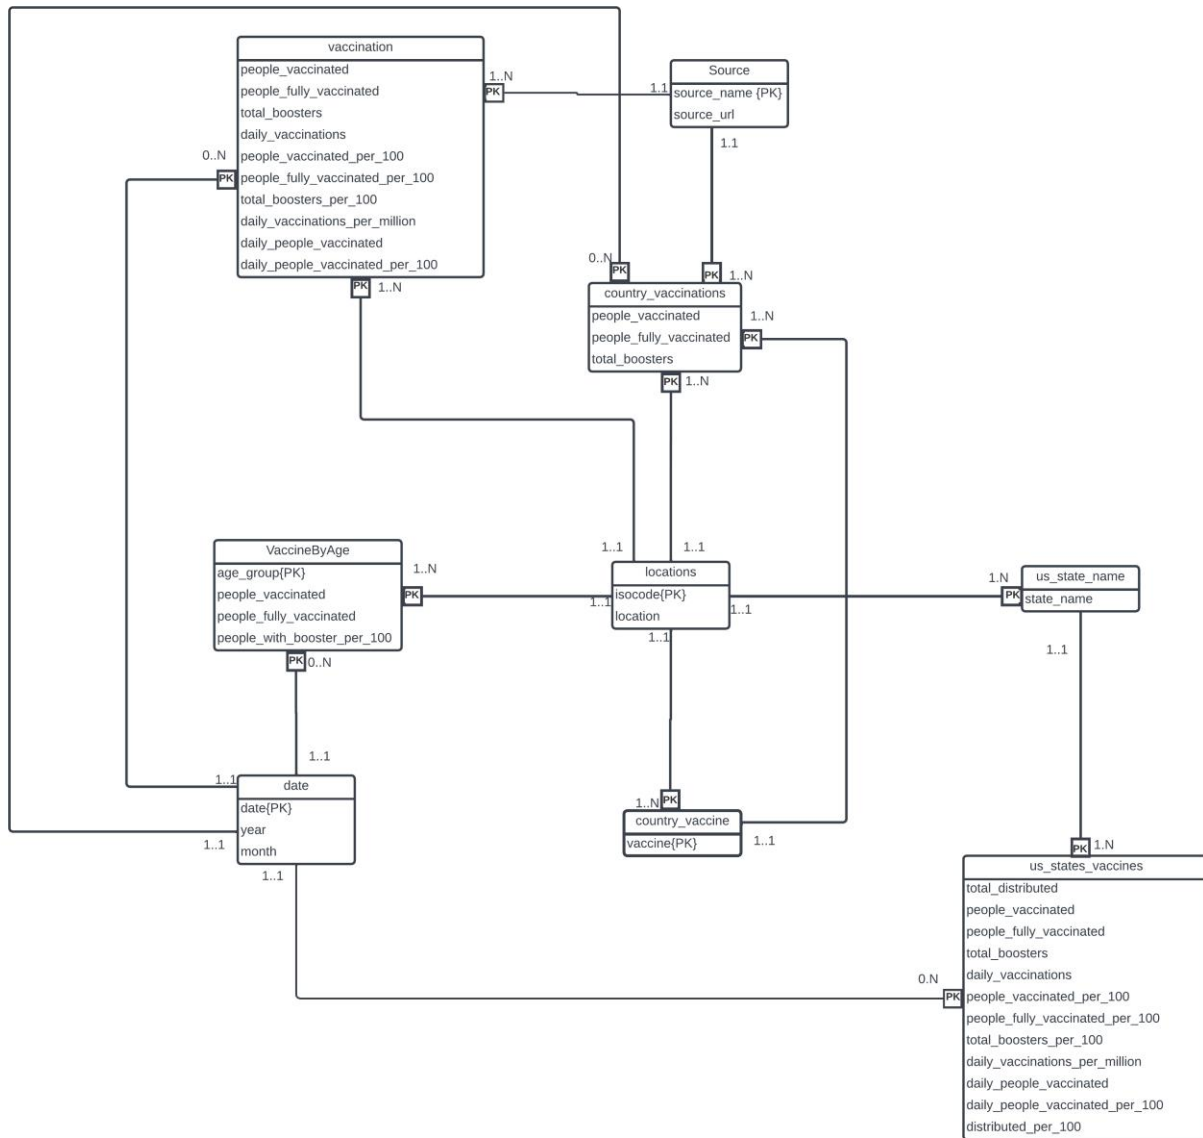 vaccination
people_vaccinated
people_fully_vaccinated
total_boosters
daily_vaccinations
people_vaccinated_per_100
people_fully_vaccinated_per_100
total_boosters_per_100
daily_vaccinations_per_million
daily_people_vaccinated
daily_people_vaccinated_per_100
1..N
PK
0..N
PK
PK
1..N
Source
source_name {PK}
source_url
1.1
1.1
0..N
PK
PK
1..N
country_vaccinations
people_vaccinated
people_fully_vaccinated
total_boosters
1..N
PK
PK
1..N
VaccineByAge
age_group{PK}
people_vaccinated
people_fully_vaccinated
people_with_booster_per_100
1..N
PK
PK
0..N
1..1
1..1
locations
isocode{PK}
location
1..1
1..1
1..1
1.N
PK
us_state_name
state_name
1..1
1..1
1..1
date
date{PK}
year
month
1..1
1..1
1..N
PK
country_vaccine
vaccine{PK}
1..1
PK
1.N
us_states_vaccines
total_distributed
people_vaccinated
people_fully_vaccinated
total_boosters
daily_vaccinations
people_vaccinated_per_100
people_fully_vaccinated_per_100
total_boosters_per_100
daily_vaccinations_per_million
daily_people_vaccinated
daily_people_vaccinated_per_100
distributed_per_100
0.N
PK